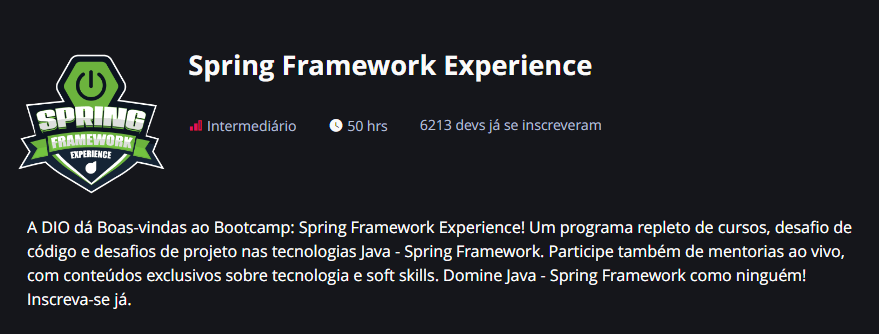 Spring Framework Experience
SPRING
FRAMEWORK
EXPERIENCE
Intermediário 50 hrs 6213 devs já se inscreveram
A DIO dá Boas-vindas ao Bootcamp: Spring Framework Experience! Um programa repleto de cursos, desafio de
código e desafios de projeto nas tecnologias Java - Spring Framework. Participe também de mentorias ao vivo,
com conteúdos exclusivos sobre tecnologia e soft skills. Domine Java - Spring Framework como ninguém!
Inscreva-se já.